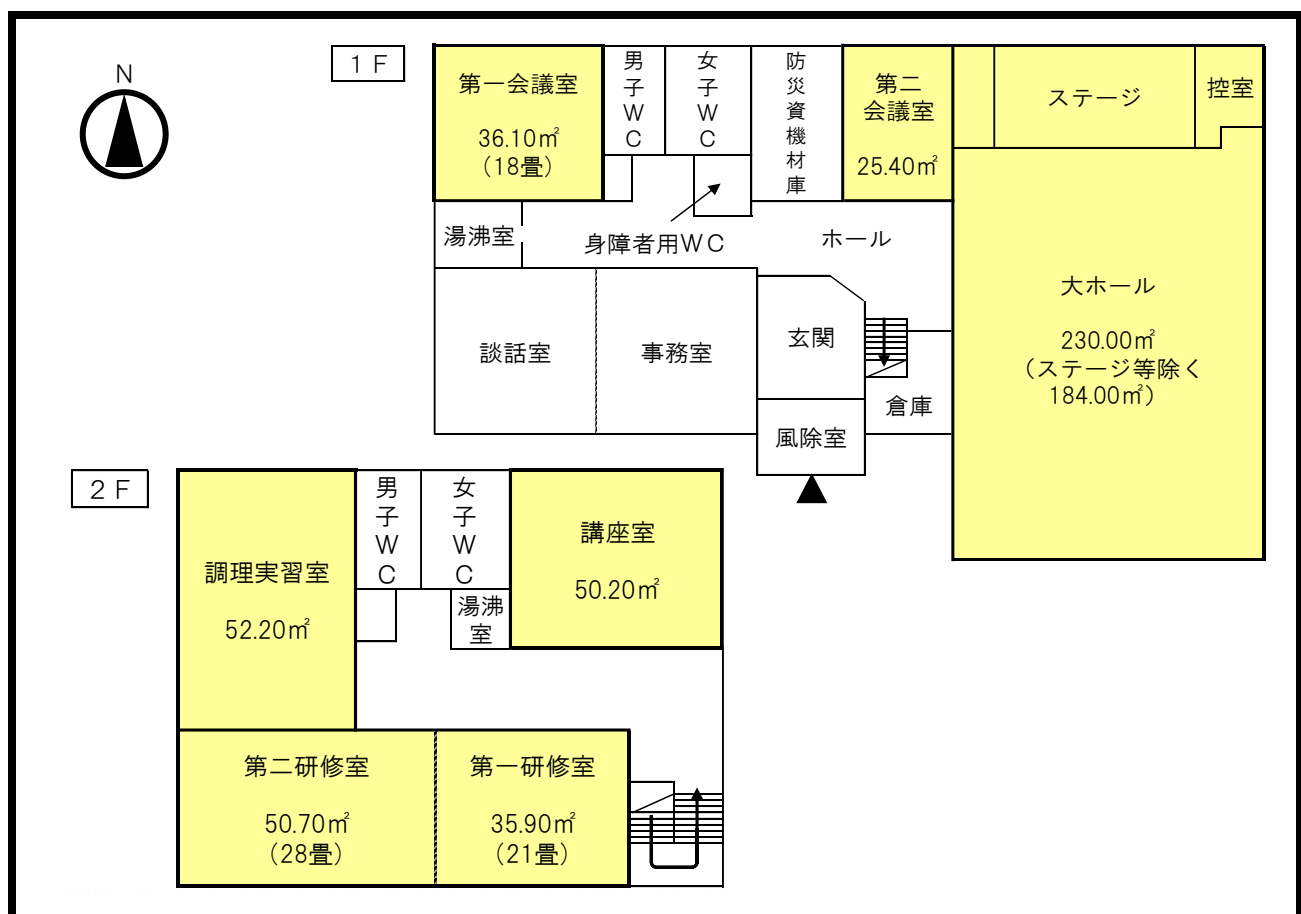 N
１Ｆ
第一会議室
36.10㎡
（18畳）
男子ＷＣ
女子ＷＣ
防災資機材庫
第二
会議室
25.40㎡
ステージ
控室
湯沸室
身障者用ＷＣ
ホール
大ホール
230.00㎡
（ステージ等除く
184.00㎡）
談話室
事務室
玄関
倉庫
風除室
２Ｆ
調理実習室
52.20㎡
男子ＷＣ
女子ＷＣ
湯沸
室
講座室
50.20㎡
第二研修室
50.70㎡
（28畳）
第一研修室
35.90㎡
（21畳）